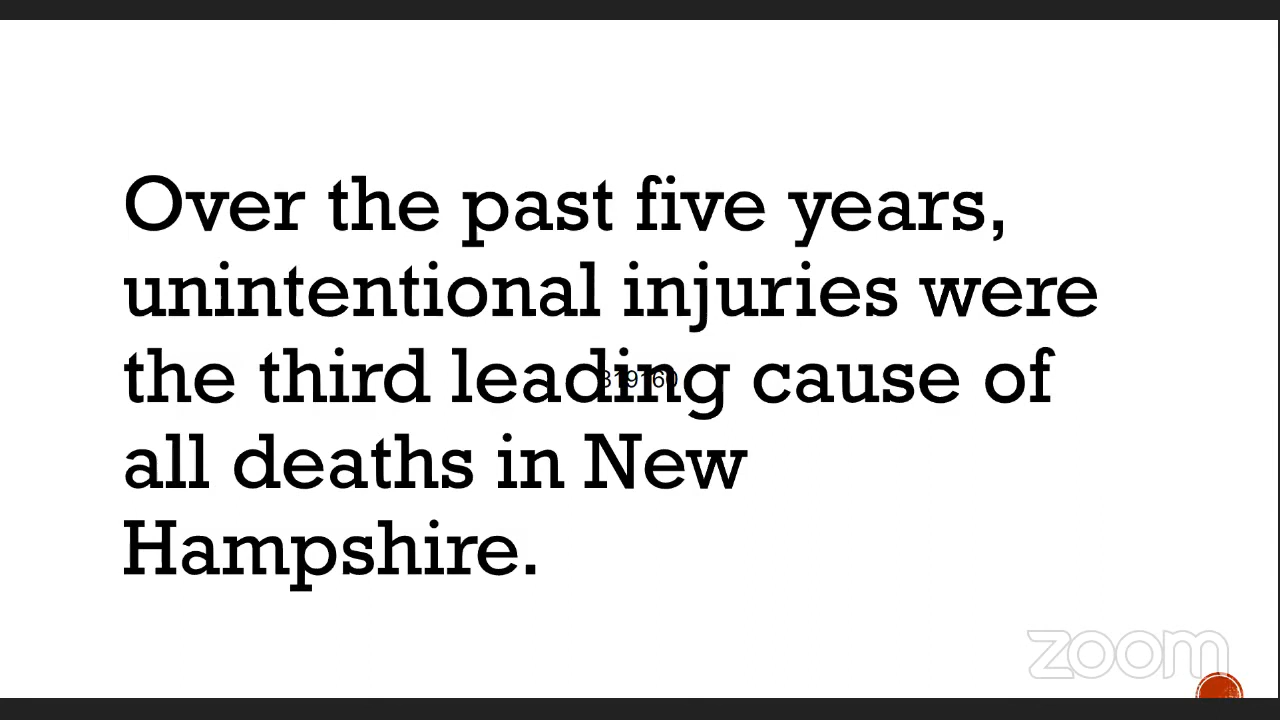 Over the past five years,
unintentional injuries were
the third leading cause of
all deaths in New
Hampshire.
319160
zoom